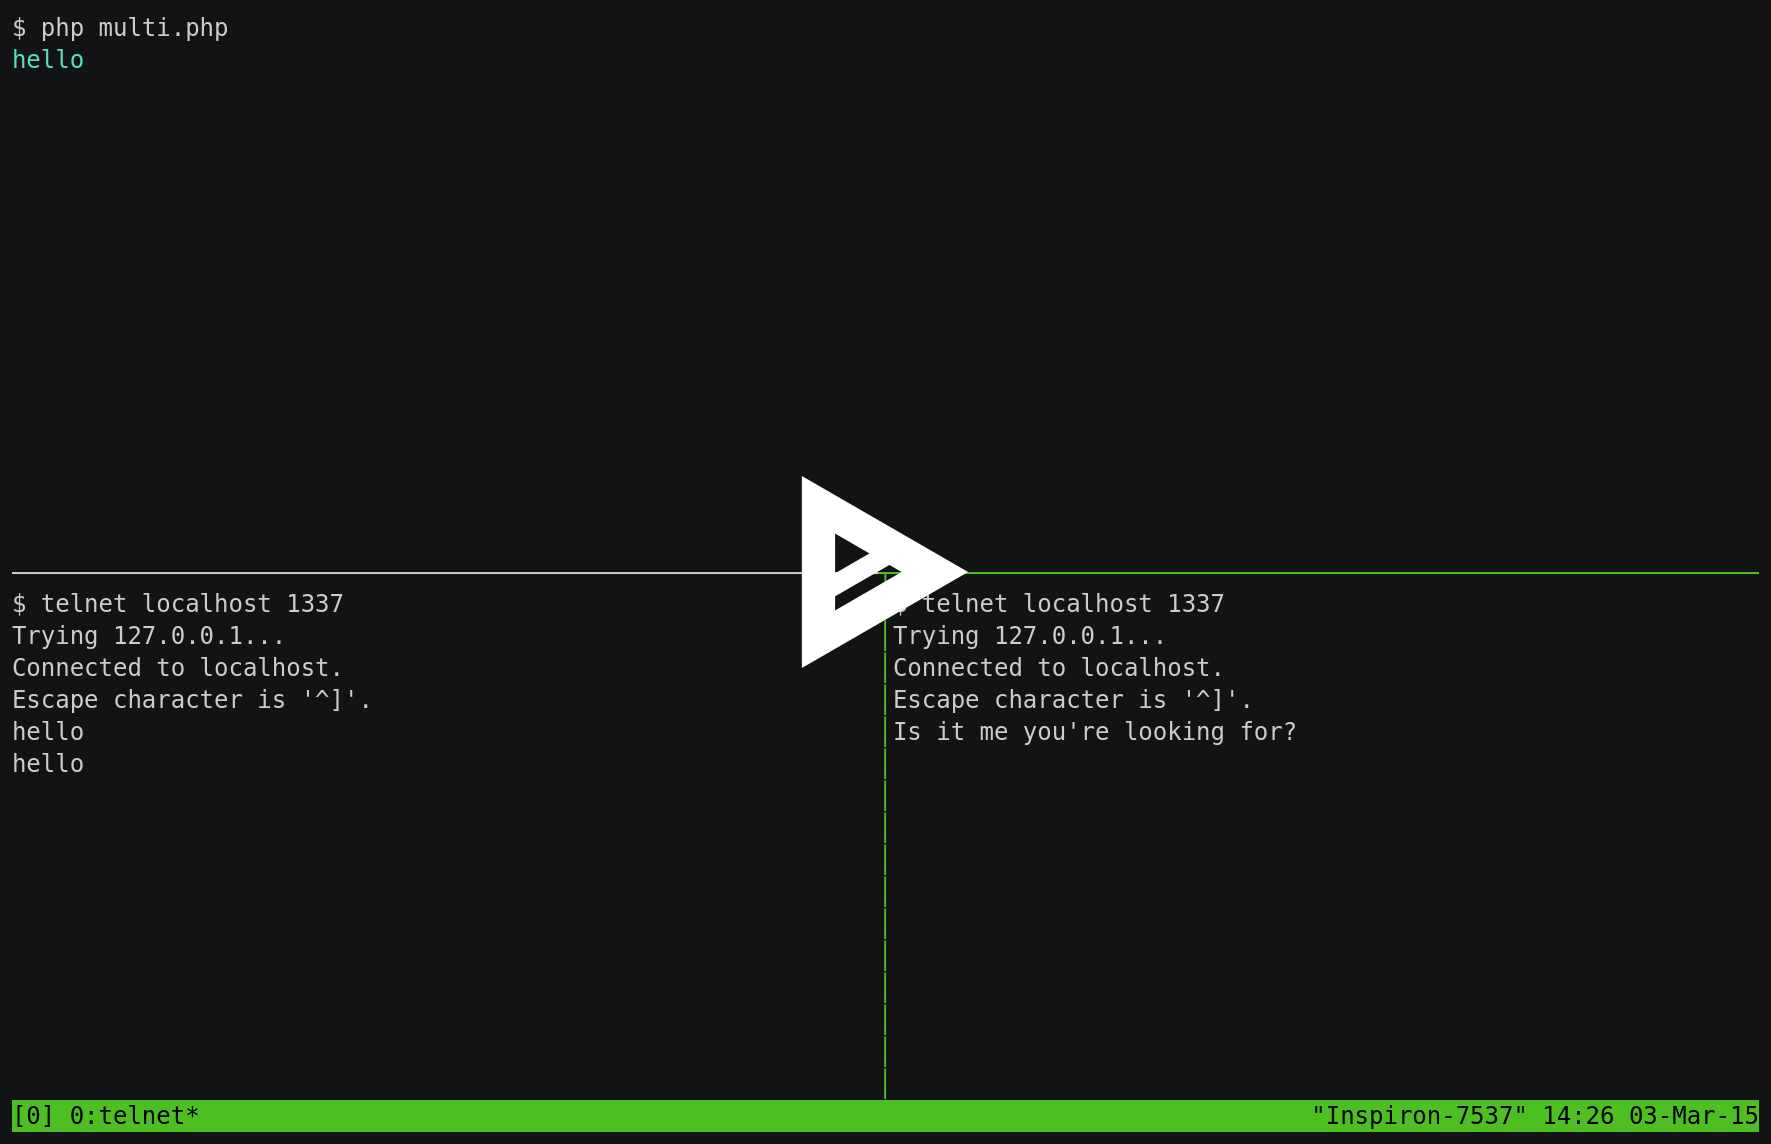 $ php multi.php
hello
$ telnet localhost 1337
Trying 127.0.0.1...
Connected to localhost.
Escape character is '^]'.
hello
hello
$ telnet localhost 1337
Trying 127.0.0.1...
Connected to localhost.
Escape character is '^]'.
Is it me you're looking for?
[0] 0:telnet* "Inspiron-7537" 14:26 03-Mar-15